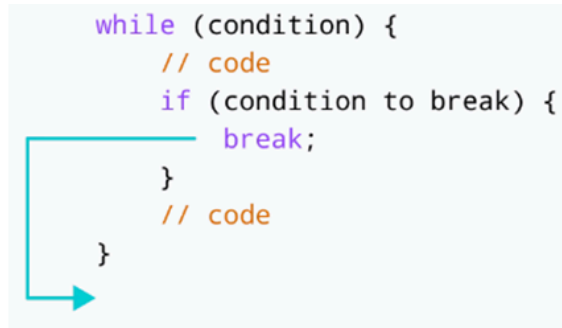 while (condition) {
// code
if (condition to break) {
break;
}
// code
}